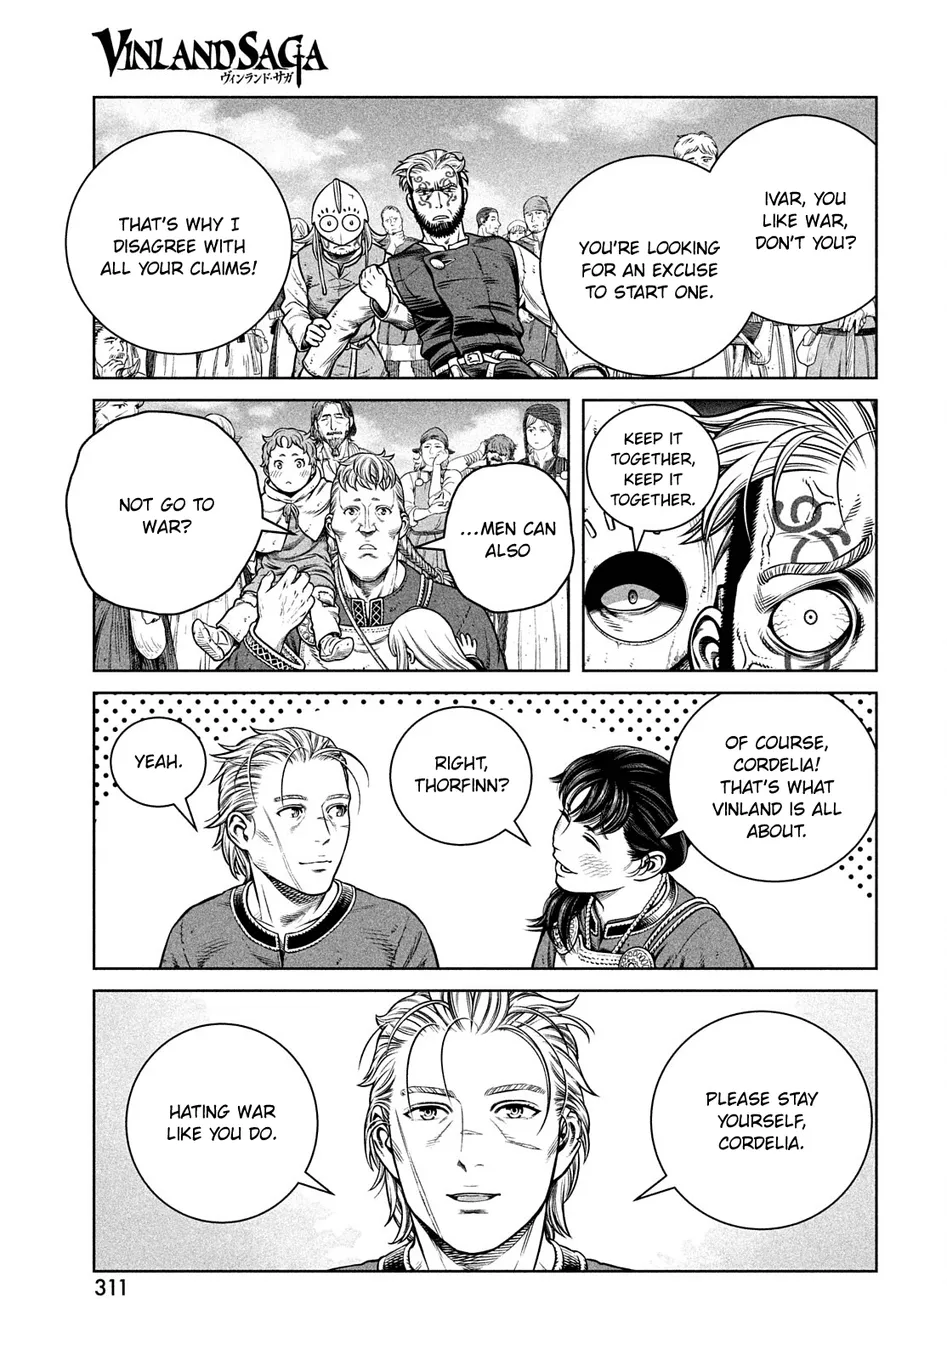 VINLAND SAGA
ヴィンランド・サガ
IVAR, YOU
LIKE WAR,
DON'T YOU?
YOU'RE LOOKING
FOR AN EXCUSE
TO START ONE.
THAT'S WHY I
DISAGREE WITH
ALL YOUR CLAIMS!
KEEP IT
TOGETHER,
KEEP IT
TOGETHER.
...MEN CAN
ALSO
NOT GO TO
WAR?
OF COURSE,
CORDELIA!
THAT'S WHAT
VINLAND IS ALL
ABOUT.
RIGHT,
THORFINN?
YEAH.
PLEASE STAY
YOURSELF,
CORDELIA.
HATING WAR
LIKE YOU DO.
311